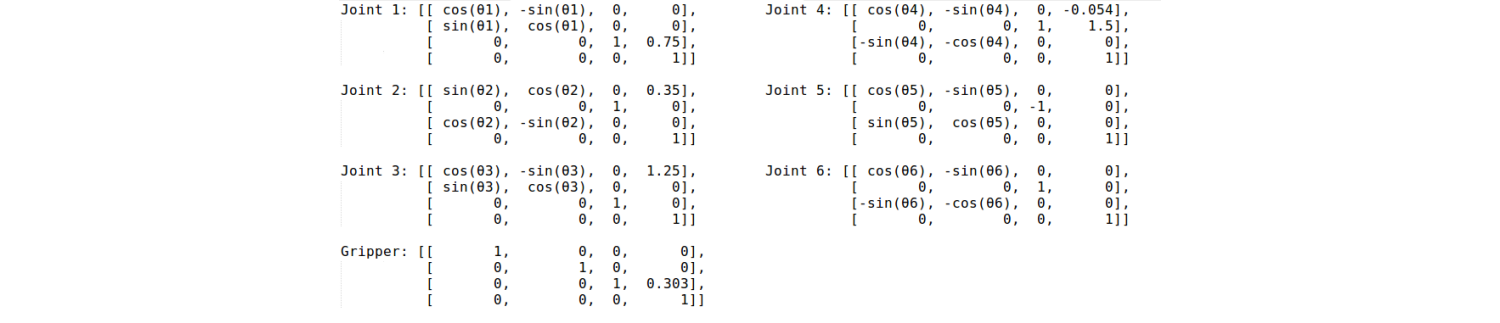 Joint 1: [[ cos(θ1), -sin(θ1),  0,     0],
          [ sin(θ1),  cos(θ1),  0,     0],
          [       0,        0,  1,  0.75],
          [       0,        0,  0,     1]]
Joint 2: [[ sin(θ2),  cos(θ2),  0,  0.35],
          [       0,        0,  1,     0],
          [ cos(θ2), -sin(θ2),  0,     0],
          [       0,        0,  0,     1]]
Joint 3: [[ cos(θ3), -sin(θ3),  0,  1.25],
          [ sin(θ3),  cos(θ3),  0,     0],
          [       0,        0,  1,     0],
          [       0,        0,  0,     1]]
Gripper: [[       1,        0,  0,      0],
          [       0,        1,  0,      0],
          [       0,        0,  1,  0.303],
          [       0,        0,  0,      1]]
Joint 4: [[ cos(θ4), -sin(θ4),  0, -0.054],
          [       0,        0,  1,    1.5],
          [-sin(θ4), -cos(θ4),  0,      0],
          [       0,        0,  0,      1]]
Joint 5: [[ cos(θ5), -sin(θ5),  0,      0],
          [       0,        0, -1,      0],
          [ sin(θ5),  cos(θ5),  0,      0],
          [       0,        0,  0,      1]]
Joint 6: [[ cos(θ6), -sin(θ6),  0,      0],
          [       0,        0,  1,      0],
          [-sin(θ6), -cos(θ6),  0,      0],
          [       0,        0,  0,      1]]